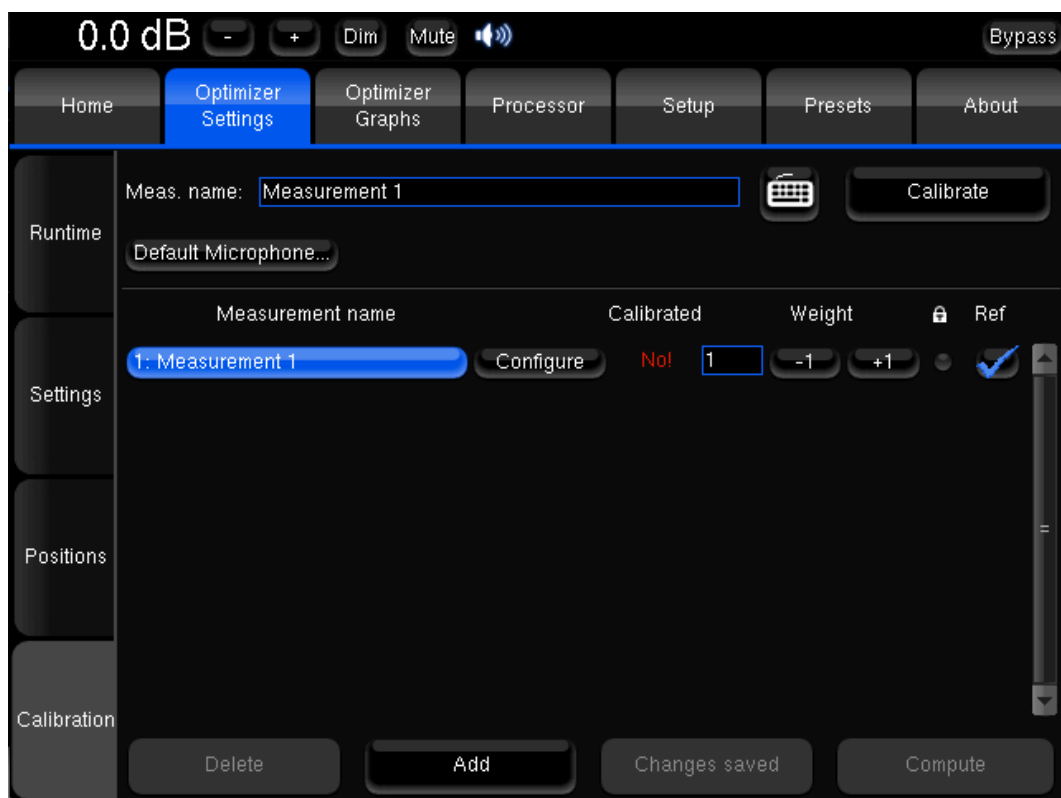 0.0 dB - + Dim Mute Bypass
Home Optimizer Settings Optimizer Graphs Processor Setup Presets About
Runtime
Settings
Positions
Calibration
Meas. name: Measurement 1 Calibrate
Default Microphone...
Measurement name Calibrated Weight Ref
1: Measurement 1 Configure No! 1 -1 +1
Delete Add Changes saved Compute